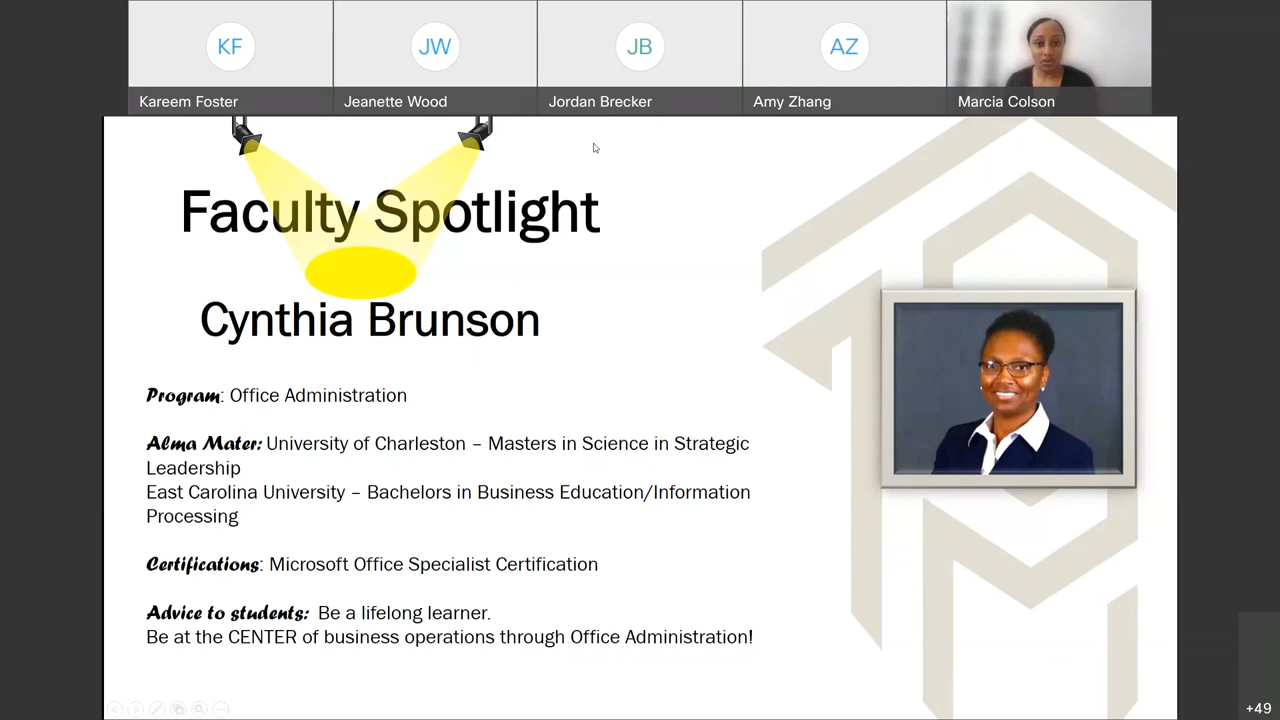 KF
JW
JB
AZ
Kareem Foster
Jeanette Wood
Jordan Brecker
Amy Zhang
Marcia Colson
Faculty Spotlight
Cynthia Brunson
Program: Office Administration
Alma Mater: University of Charleston – Masters in Science in Strategic
Leadership
East Carolina University – Bachelors in Business Education/Information
Processing
Certifications: Microsoft Office Specialist Certification
Advice to students: Be a lifelong learner.
Be at the CENTER of business operations through Office Administration!
+49